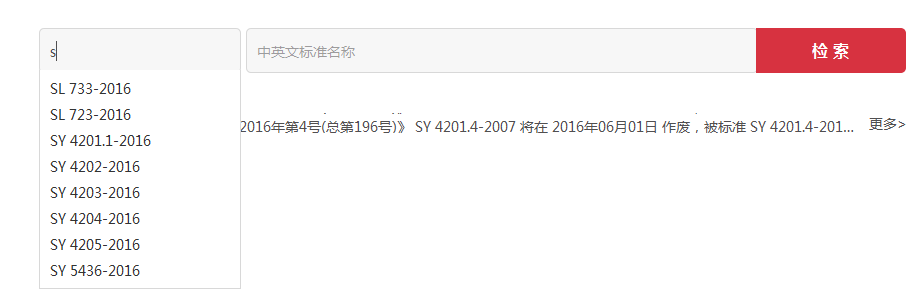 s
中英文标准名称
检 索
SL 733-2016
SL 723-2016
SY 4201.1-2016
SY 4202-2016
SY 4203-2016
SY 4204-2016
SY 4205-2016
SY 5436-2016
2016年第4号(总第196号)》 SY 4201.4-2007 将在 2016年06月01日 作废，被标准 SY 4201.4-201...
更多>